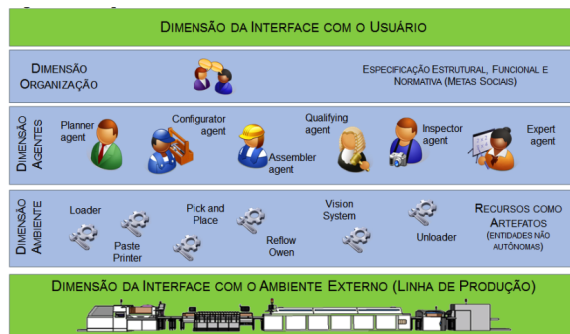 DIMENSÃO DA INTERFACE COM O USUÁRIO
DIMENSÃO
ORGANIZAÇÃO
ESPECIFICAÇÃO ESTRUTURAL, FUNCIONAL E
NORMATIVA (METAS SOCIAIS)
DIMENSÃO
AGENTES
Planner
agent
Configurator
agent
Assembler
agent
Qualifying
agent
Inspector
agent
Expert
agent
DIMENSÃO
AMBIENTE
Loader
Paste
Printer
Pick and
Place
Reflow
Owen
Vision
System
Unloader
RECURSOS COMO
ARTEFATOS
(ENTIDADES NÃO
AUTÔNOMAS)
DIMENSÃO DA INTERFACE COM O AMBIENTE EXTERNO (LINHA DE PRODUÇÃO)